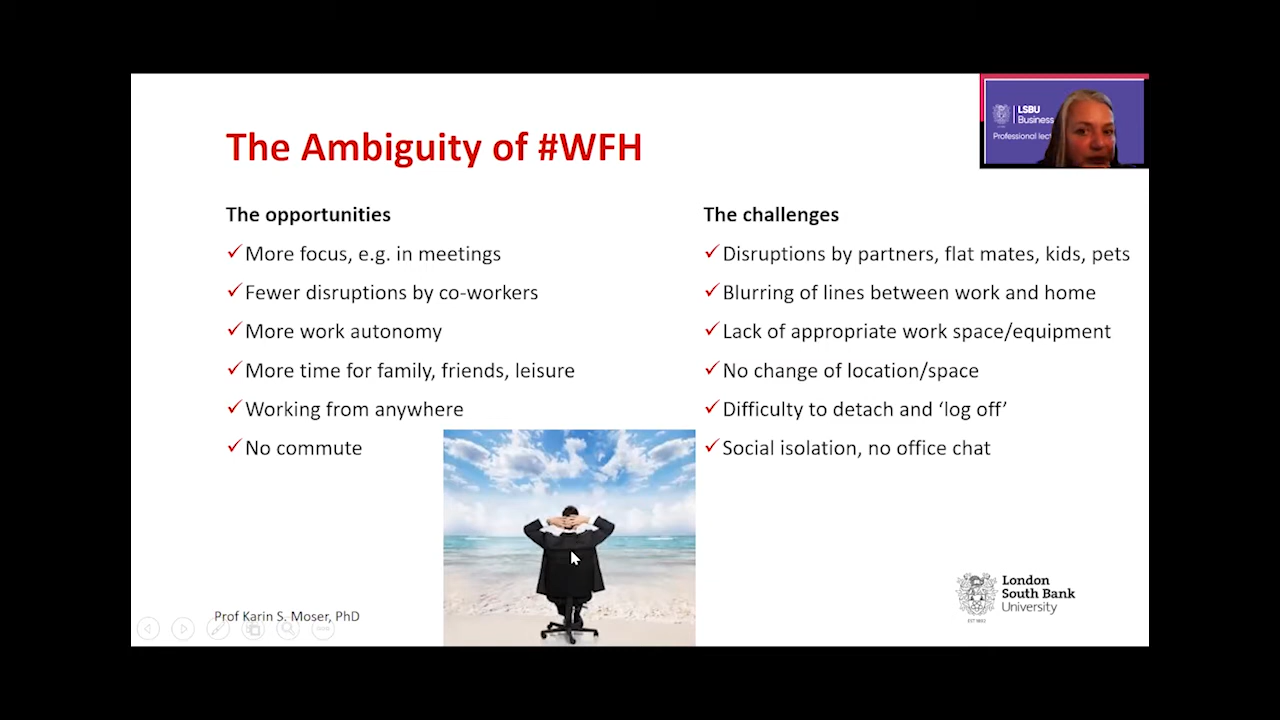 The Ambiguity of #WFH
LSBU
Business
Professional lect
The opportunities
More focus, e.g. in meetings
Fewer disruptions by co-workers
More work autonomy
More time for family, friends, leisure
Working from anywhere
No commute
The challenges
Disruptions by partners, flat mates, kids, pets
Blurring of lines between work and home
Lack of appropriate work space/equipment
No change of location/space
Difficulty to detach and ‘log off’
Social isolation, no office chat
Prof Karin S. Moser, PhD
London
South Bank
University
EST 1892